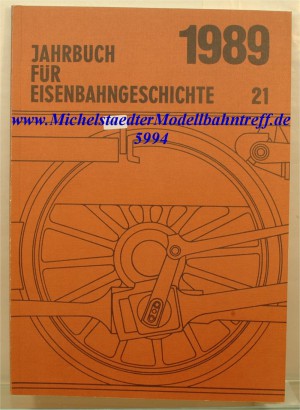 JAHRBUCH
FÜR
EISENBAHNGESCHICHTE
1989
21
www.MichelstaedterModellbahntreff.de
5994